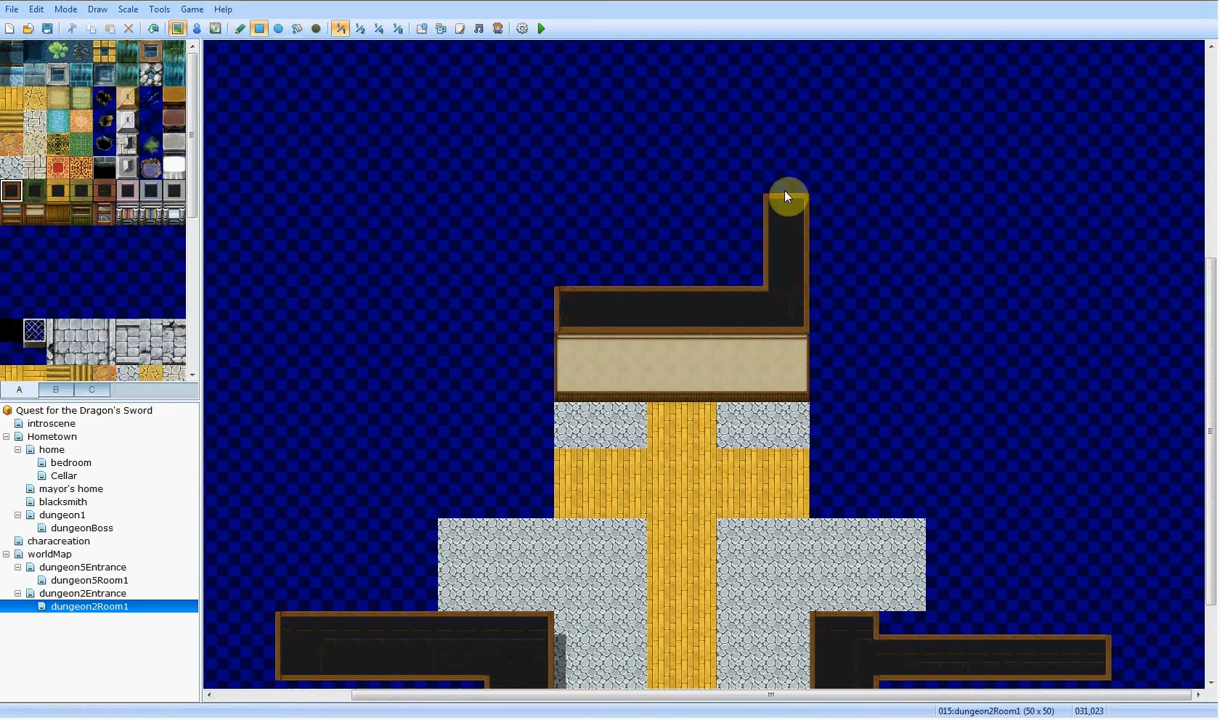 File Edit Mode Draw Scale Tools Game Help
A B C
Quest for the Dragon's Sword
introscene
Hometown
home
bedroom
Cellar
mayor's home
blacksmith
dungeon1
dungeonBoss
characreation
worldMap
dungeon5Entrance
dungeon5Room1
dungeon2Entrance
dungeon2Room1
015:dungeon2Room1 (50 x 50) 031,023